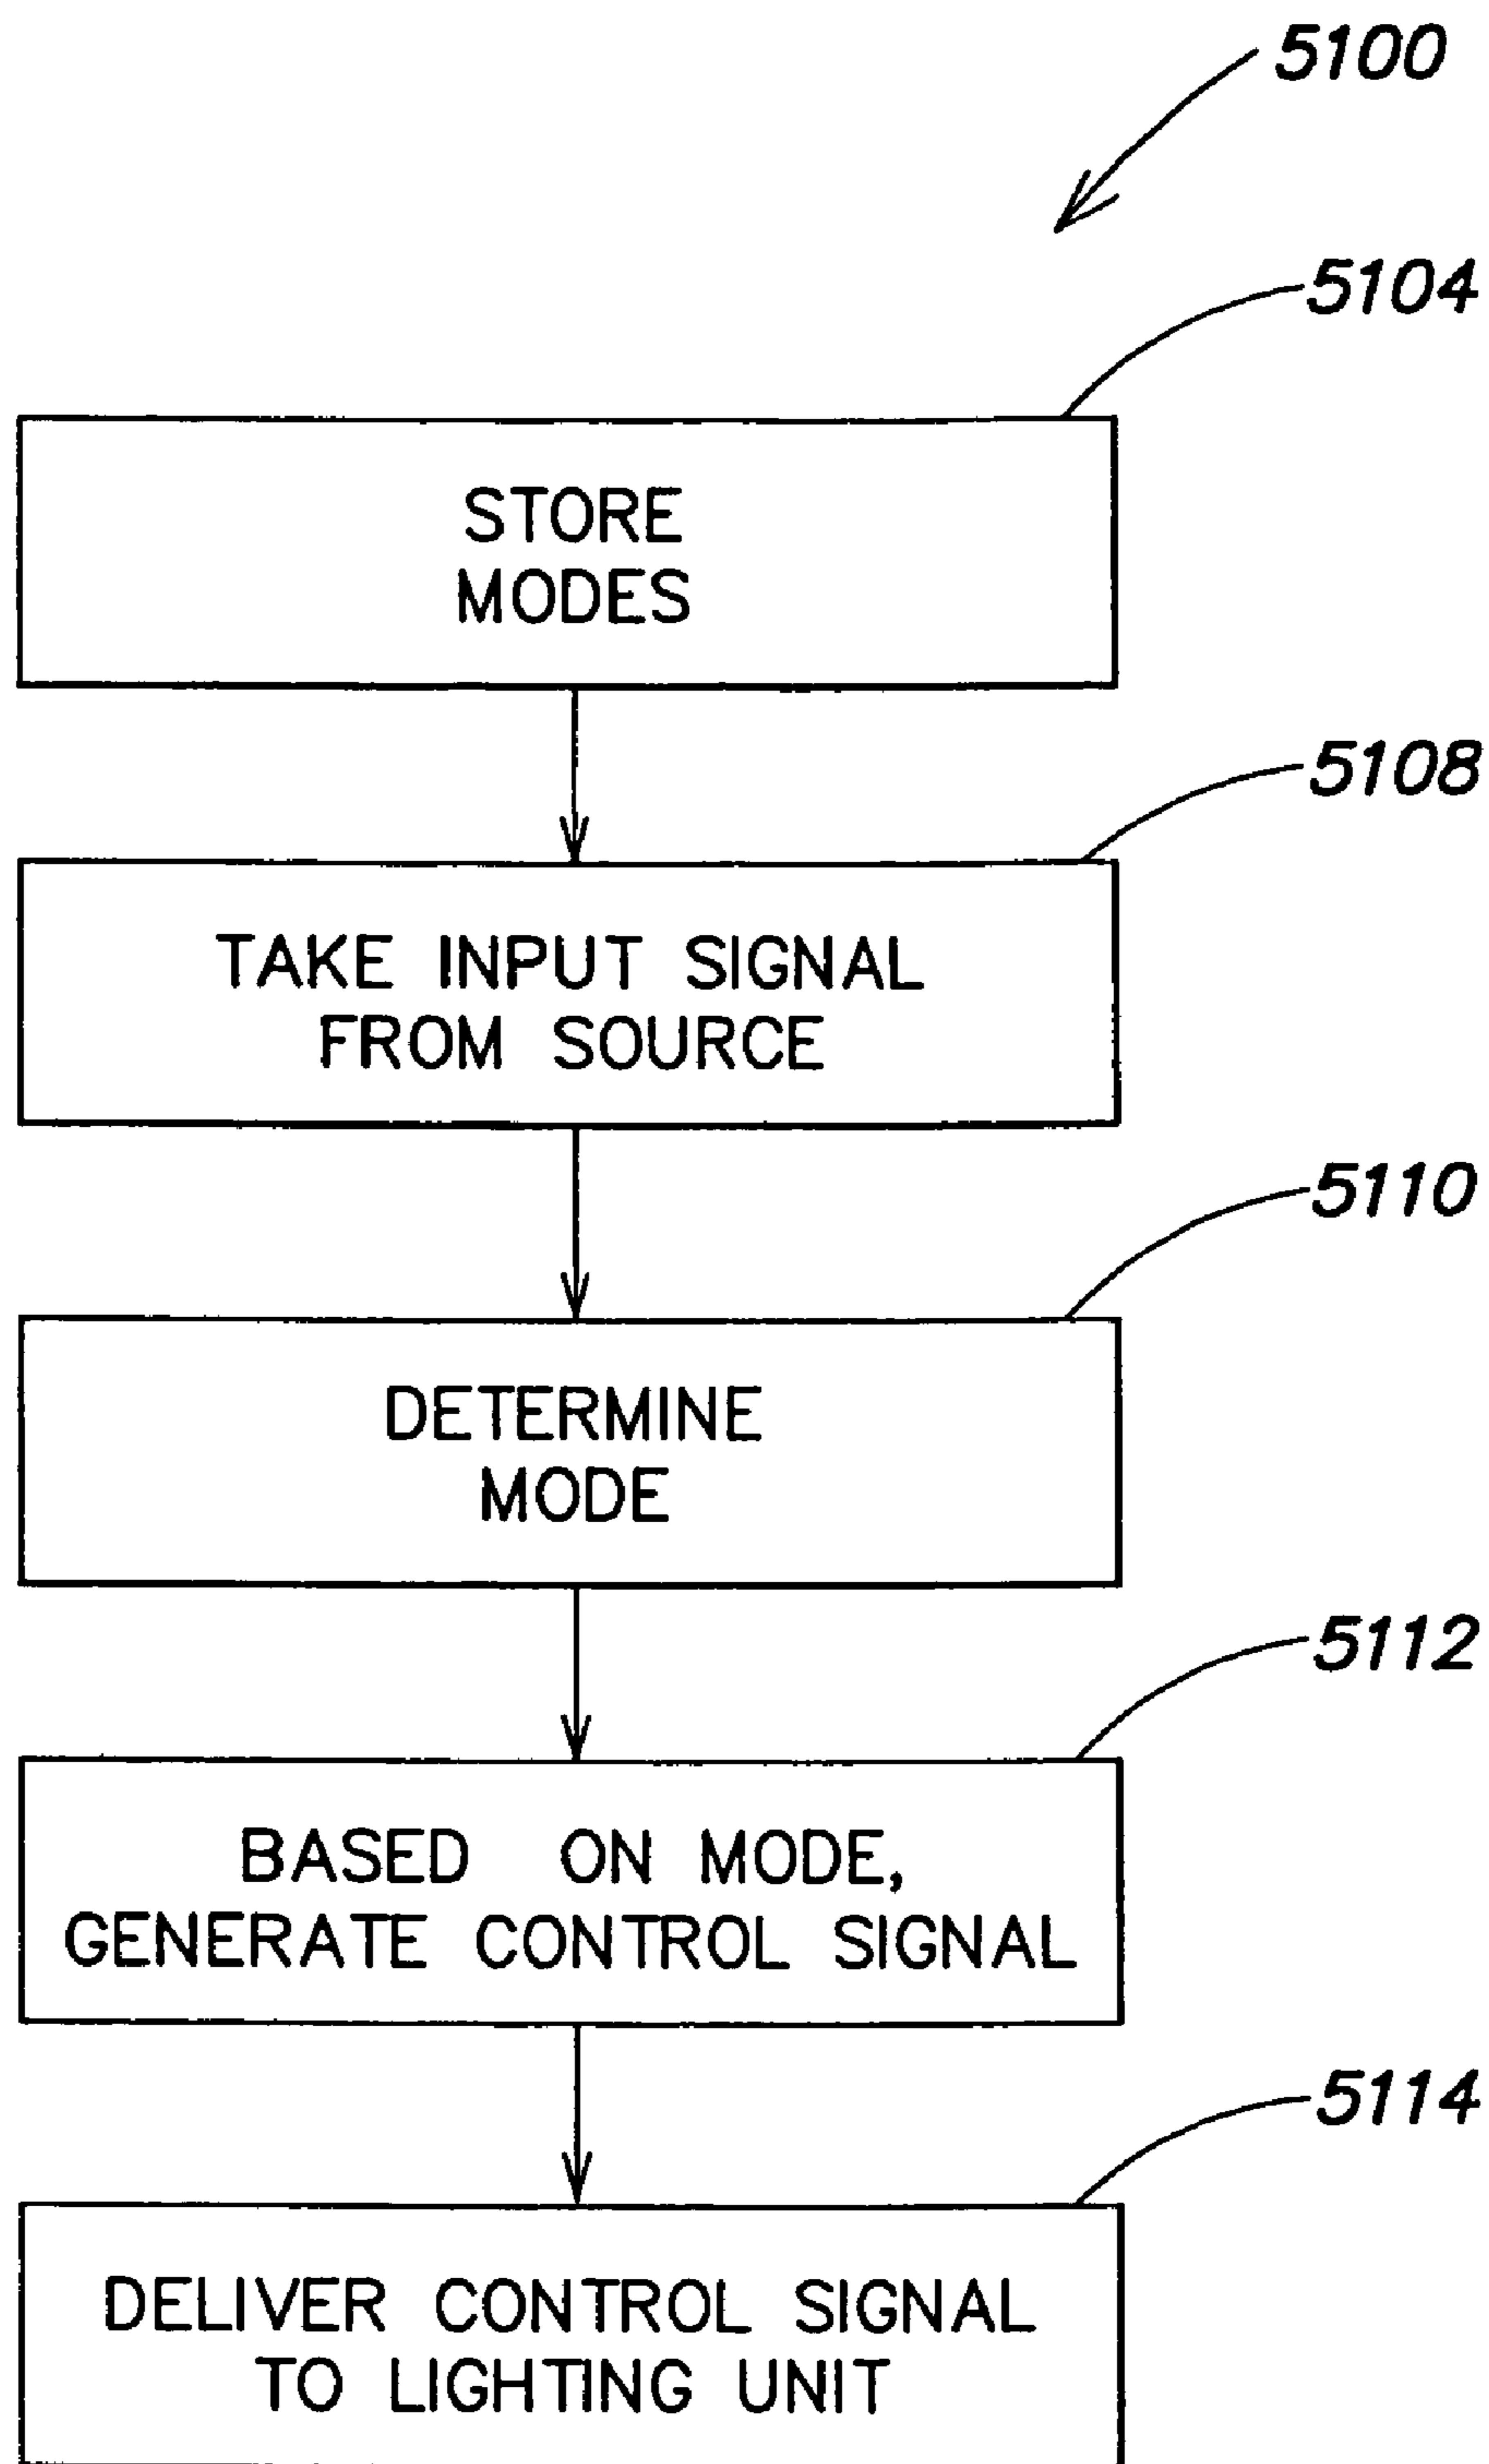 5100
5104
STORE
MODES
5108
TAKE INPUT SIGNAL
FROM SOURCE
5110
DETERMINE
MODE
5112
BASED ON MODE,
GENERATE CONTROL SIGNAL
5114
DELIVER CONTROL SIGNAL
TO LIGHTING UNIT